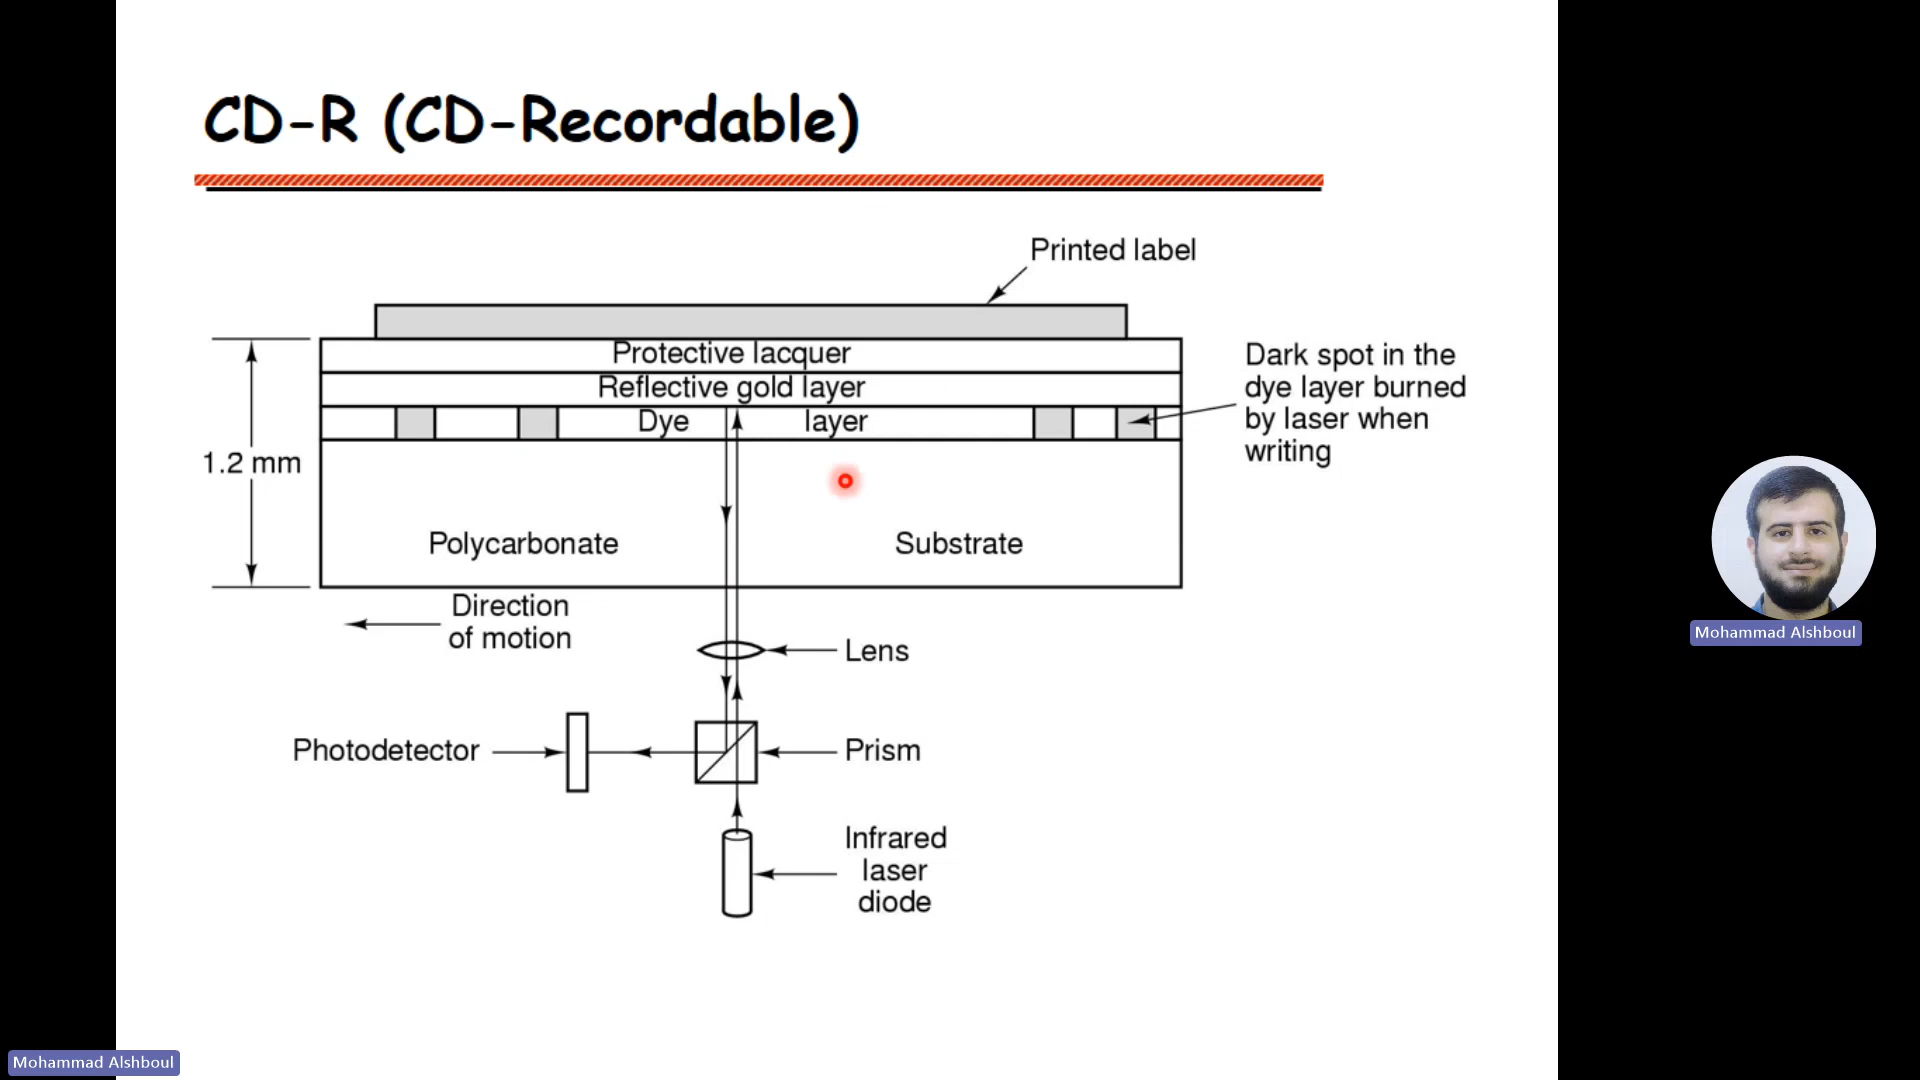 CD-R (CD-Recordable)
Printed label
Protective lacquer
Reflective gold layer
Dye layer
Dark spot in the
dye layer burned
by laser when
writing
1.2 mm
Polycarbonate Substrate
Direction
of motion
Lens
Photodetector
Prism
Infrared
laser
diode
Mohammad Alshboul
Mohammad Alshboul